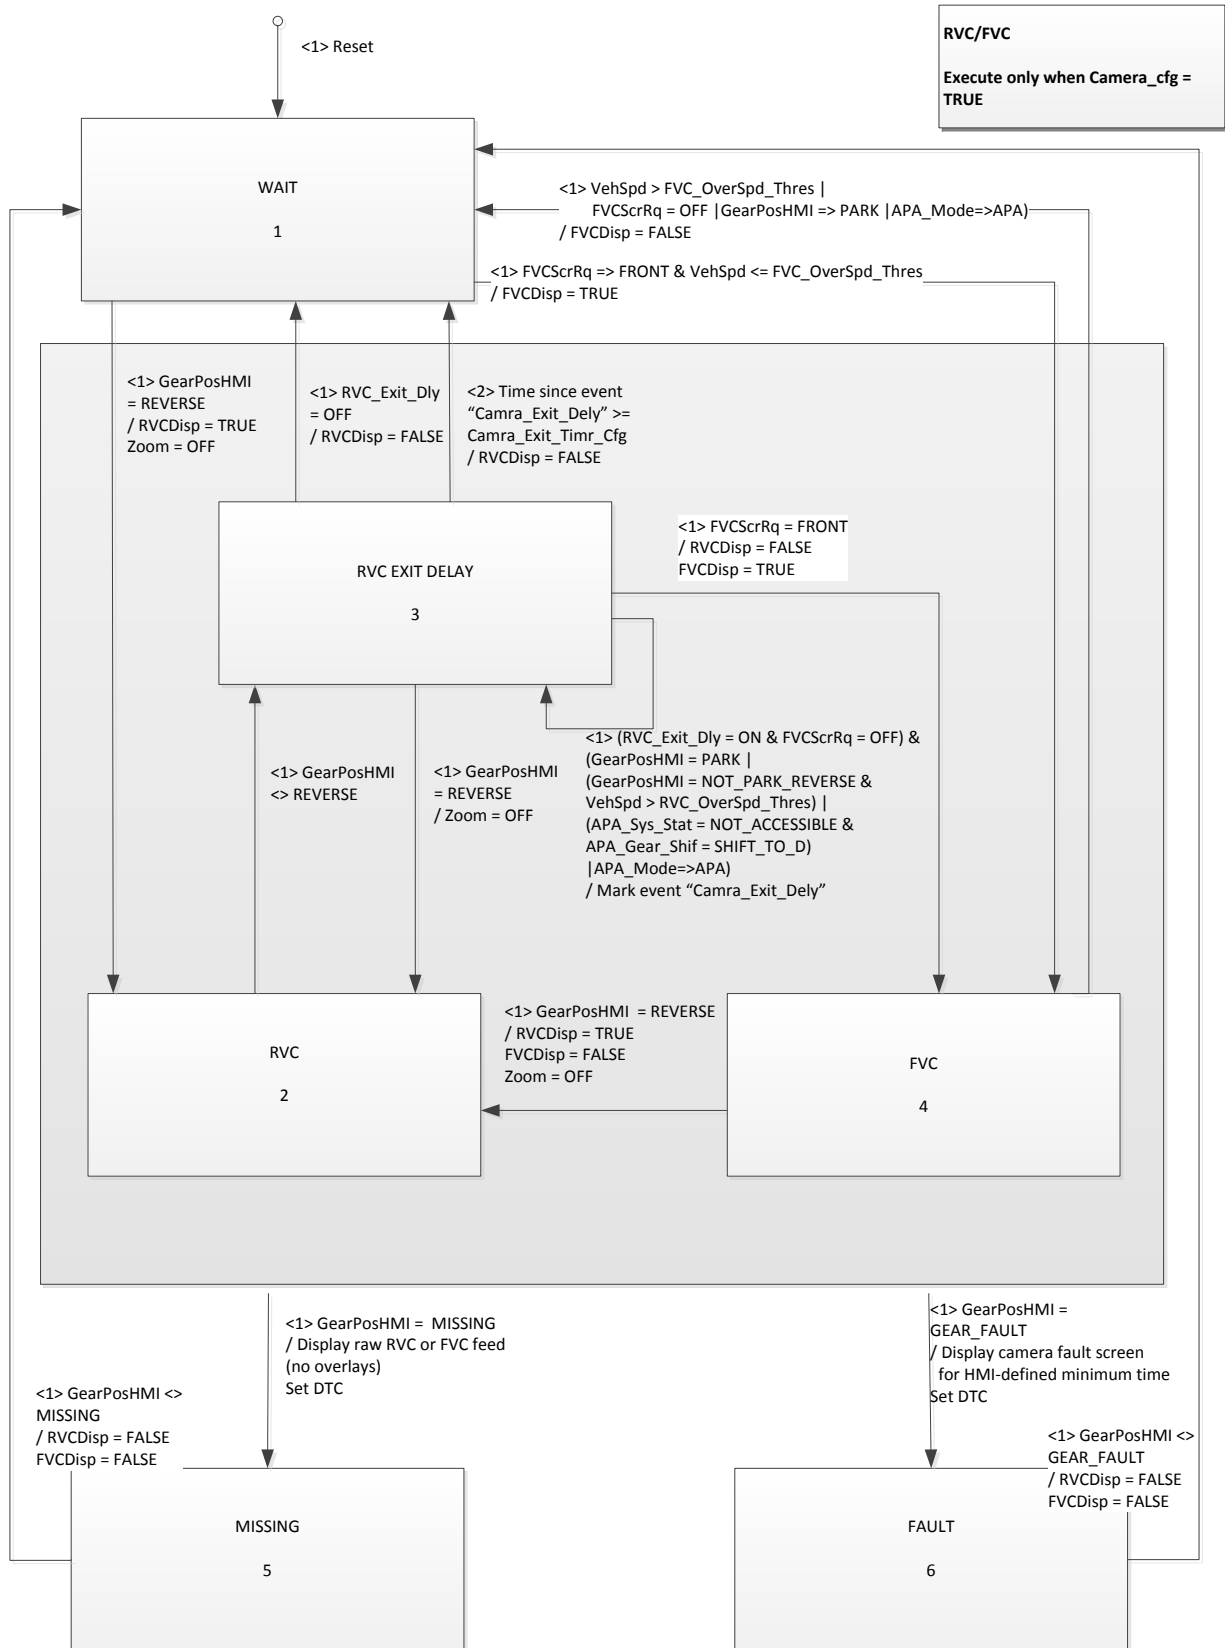 <1> Reset
RVC/FVC
Execute only when Camera_cfg =
TRUE
WAIT
1
<1> VehSpd > FVC_OverSpd_Thres |
FVCScrRq = OFF |GearPosHMI => PARK |APA_Mode=>APA)
/ FVCDisp = FALSE
<1> FVCScrRq => FRONT & VehSpd <= FVC_OverSpd_Thres
/ FVCDisp = TRUE
<1> GearPosHMI
= REVERSE
/ RVCDisp = TRUE
Zoom = OFF
<1> RVC_Exit_Dly
= OFF
/ RVCDisp = FALSE
<2> Time since event
“Camra_Exit_Dely” >=
Camra_Exit_Timr_Cfg
/ RVCDisp = FALSE
RVC EXIT DELAY
3
<1> FVCScrRq = FRONT
/ RVCDisp = FALSE
FVCDisp = TRUE
<1> GearPosHMI
<> REVERSE
<1> GearPosHMI
= REVERSE
/ Zoom = OFF
<1> (RVC_Exit_Dly = ON & FVCScrRq = OFF) &
(GearPosHMI = PARK |
(GearPosHMI = NOT_PARK_REVERSE &
VehSpd > RVC_OverSpd_Thres) |
(APA_Sys_Stat = NOT_ACCESSIBLE &
APA_Gear_Shif = SHIFT_TO_D)
|APA_Mode=>APA)
/ Mark event “Camra_Exit_Dely”
RVC
2
<1> GearPosHMI = REVERSE
/ RVCDisp = TRUE
FVCDisp = FALSE
Zoom = OFF
FVC
4
<1> GearPosHMI = MISSING
/ Display raw RVC or FVC feed
(no overlays)
Set DTC
<1> GearPosHMI =
GEAR_FAULT
/ Display camera fault screen
for HMI-defined minimum time
Set DTC
<1> GearPosHMI <>
MISSING
/ RVCDisp = FALSE
FVCDisp = FALSE
<1> GearPosHMI <>
GEAR_FAULT
/ RVCDisp = FALSE
FVCDisp = FALSE
MISSING
5
FAULT
6